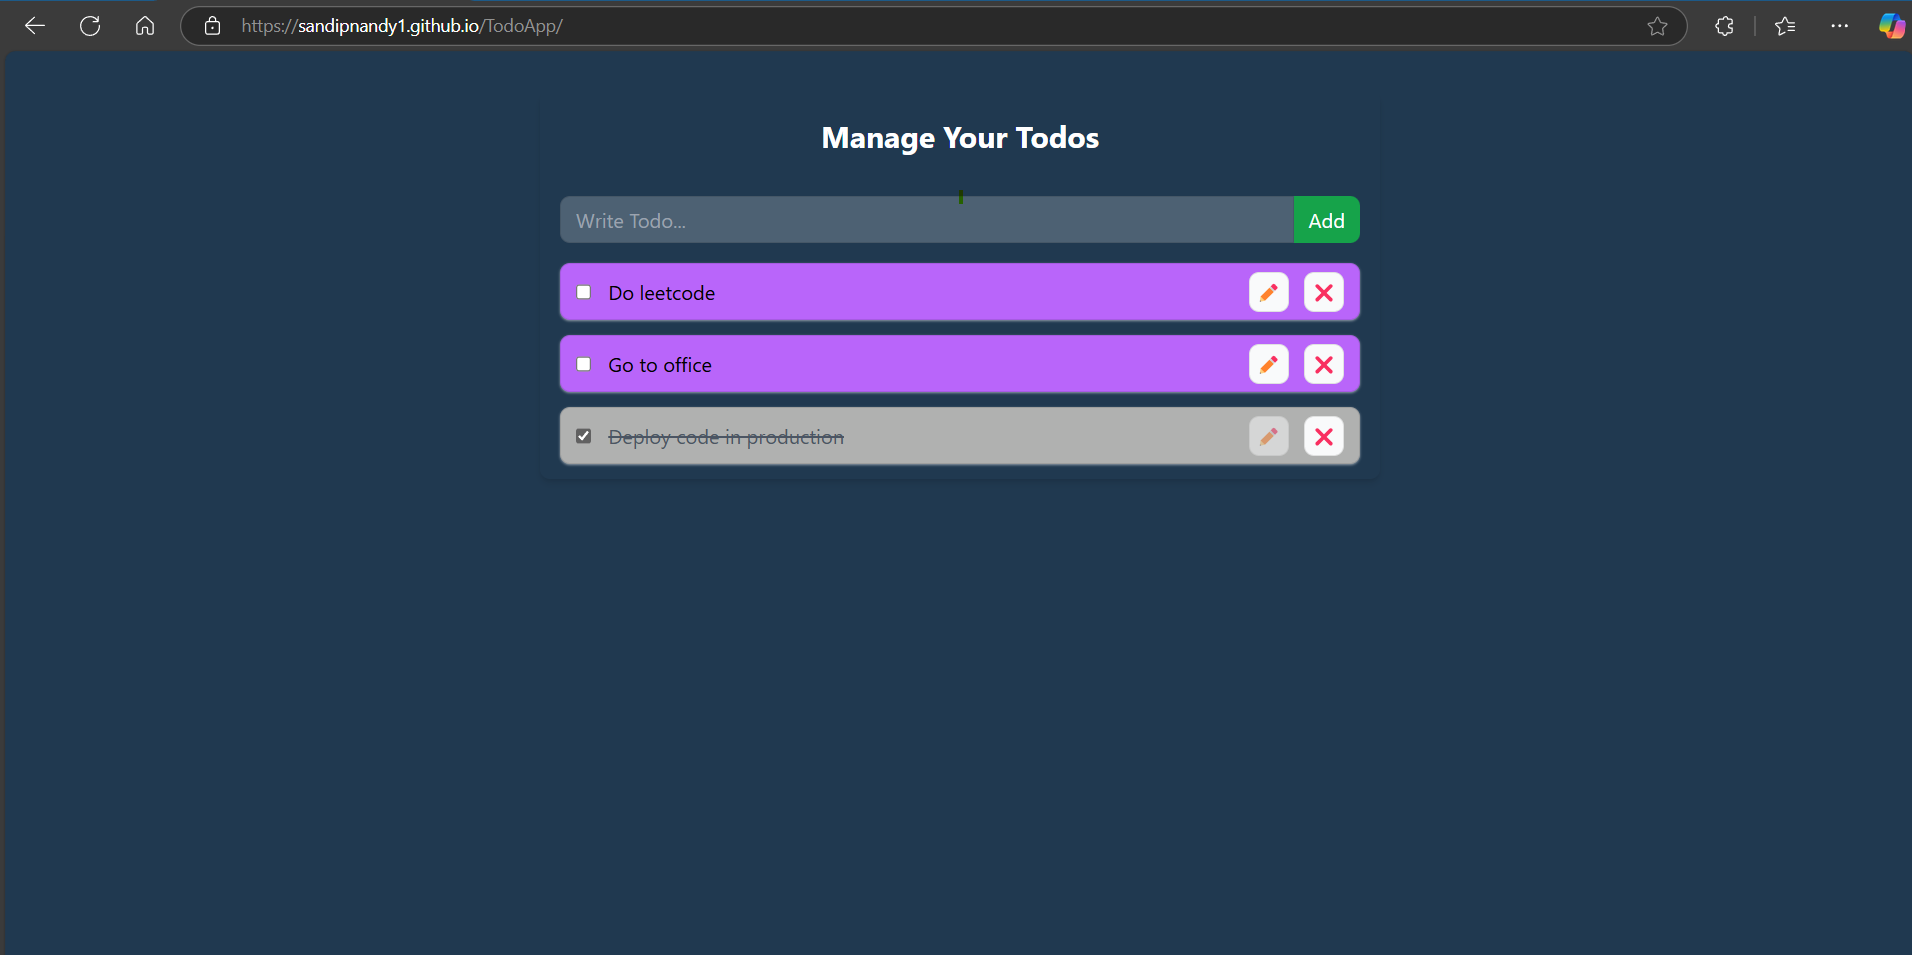 https://sandipnandy1.github.io/TodoApp/
Manage Your Todos
Write Todo...
Add
Do leetcode
Go to office
Deploy code in production